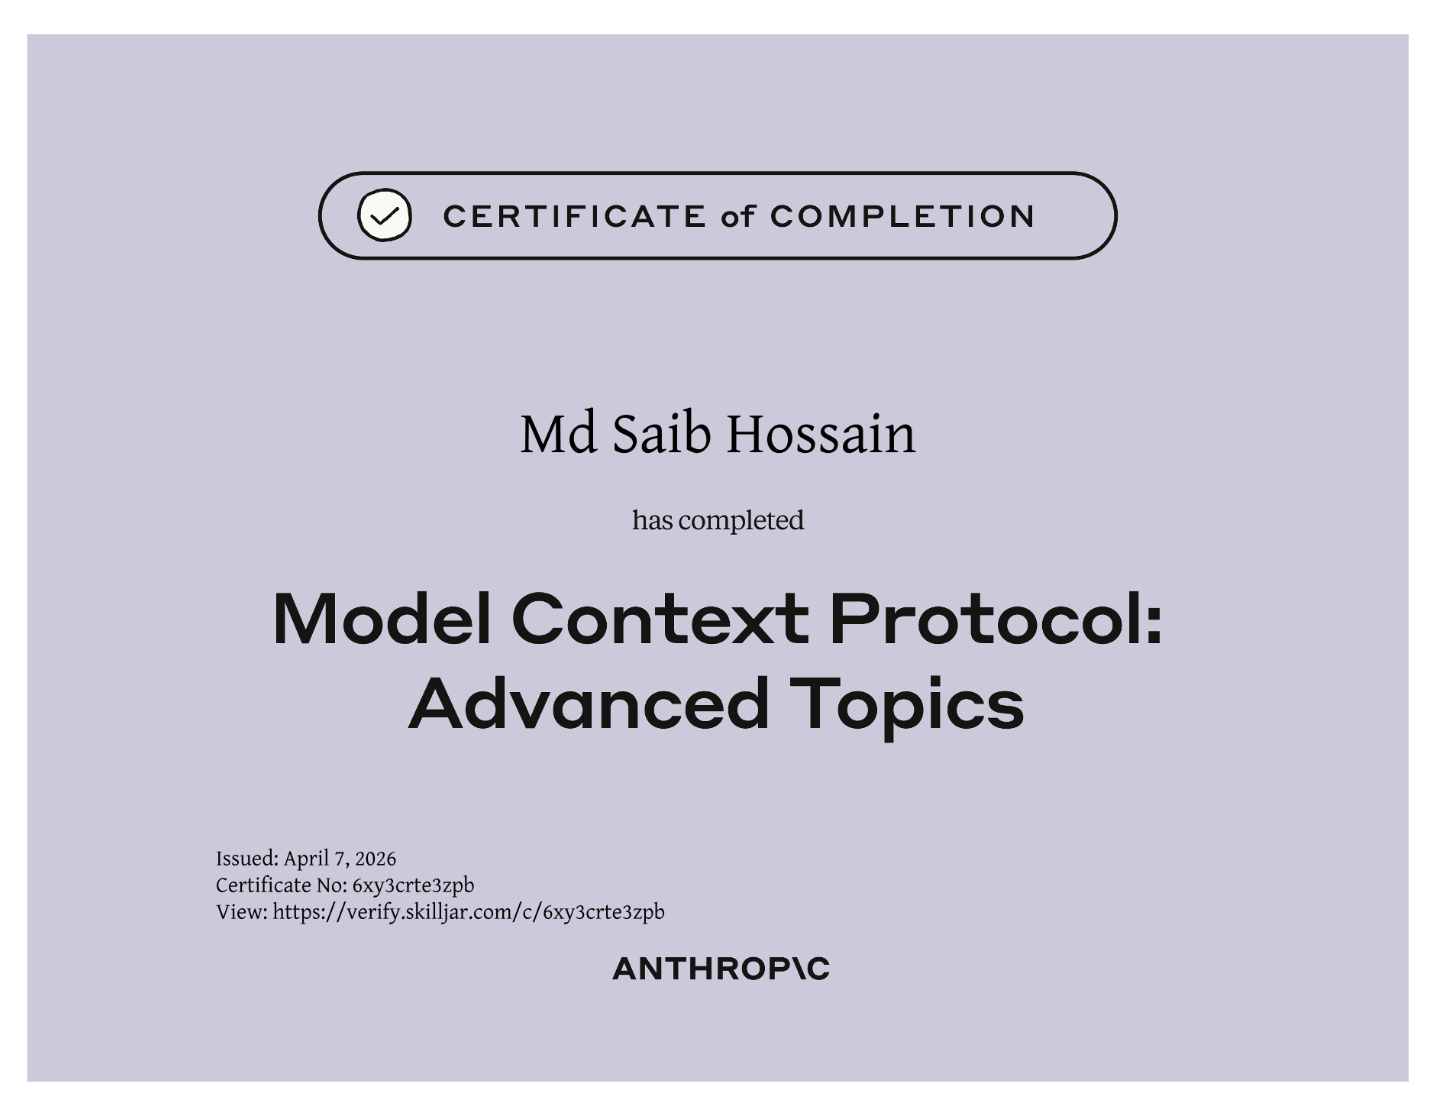 CERTIFICATE of COMPLETION
Md Saib Hossain
has completed
Model Context Protocol:
Advanced Topics
Issued: April 7, 2026
Certificate No: 6xy3crte3zpb
View: https://verify.skilljar.com/c/6xy3crte3zpb
ANTHROP\C